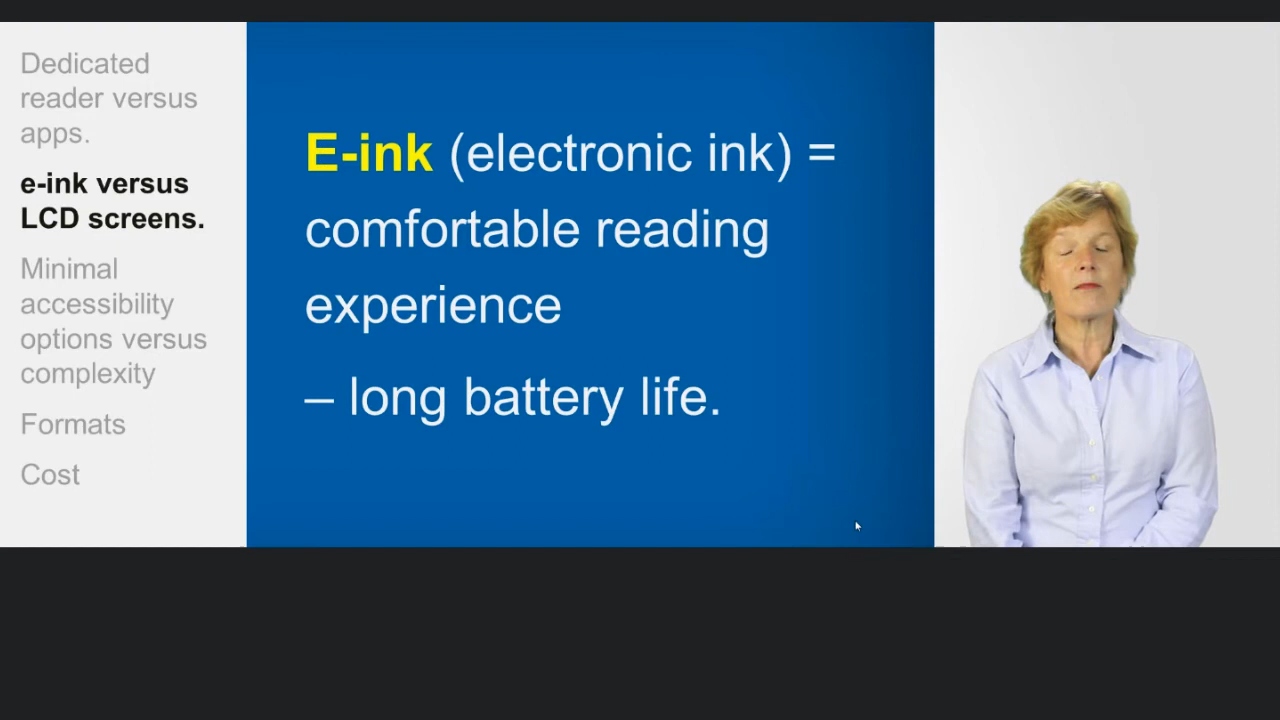 Dedicated
reader versus
apps.
e-ink versus
LCD screens.
Minimal
accessibility
options versus
complexity
Formats
Cost
E-ink (electronic ink) =
comfortable reading
experience
– long battery life.